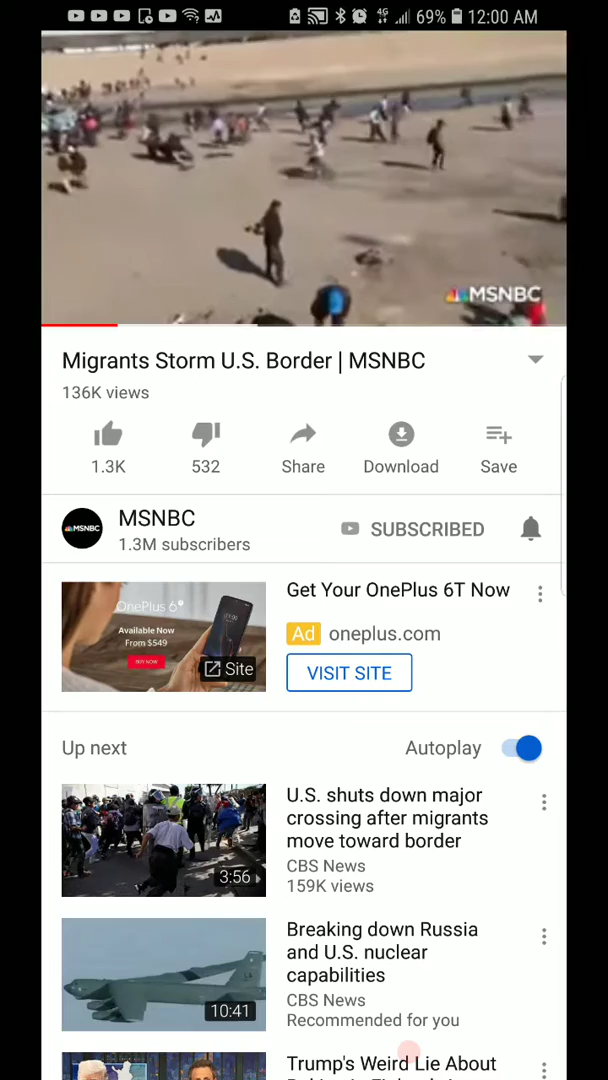 4G 69% 12:00 AM
MSNBC
Migrants Storm U.S. Border | MSNBC
136K views
1.3K 532 Share Download Save
MSNBC
MSNBC
1.3M subscribers
SUBSCRIBED
OnePlus 6T
Available Now
From $549
BUY NOW
Site
Get Your OnePlus 6T Now
Ad oneplus.com
VISIT SITE
Up next Autoplay
3:56
U.S. shuts down major
crossing after migrants
move toward border
CBS News
159K views
10:41
Breaking down Russia
and U.S. nuclear
capabilities
CBS News
Recommended for you
Trump's Weird Lie About